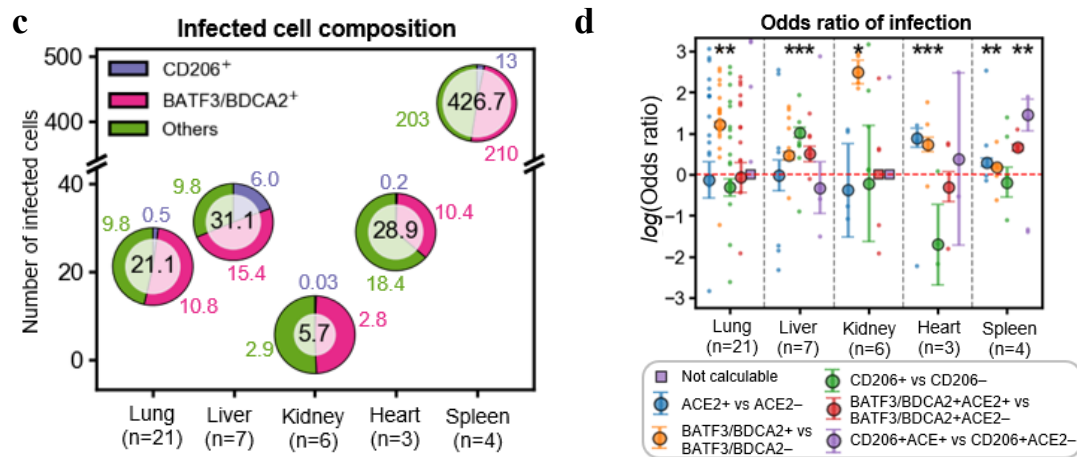 c
Infected cell composition
Number of infected cells
500
400
40
20
0
CD206⁺
BATF3/BDCA2⁺
Others
9.8
0.5
21.1
10.8
9.8
6.0
31.1
15.4
0.03
5.7
2.9
2.8
0.2
10.4
28.9
18.4
13
426.7
203
210
Lung
(n=21)
Liver
(n=7)
Kidney
(n=6)
Heart
(n=3)
Spleen
(n=4)
d
Odds ratio of infection
log(Odds ratio)
3
2
1
0
−1
−2
−3
**
***
*
***
**
**
Lung
(n=21)
Liver
(n=7)
Kidney
(n=6)
Heart
(n=3)
Spleen
(n=4)
Not calculable
ACE2+ vs ACE2−
BATF3/BDCA2+ vs
BATF3/BDCA2−
CD206+ vs CD206−
BATF3/BDCA2+ACE2+ vs
BATF3/BDCA2+ACE2−
CD206+ACE+ vs CD206+ACE2−